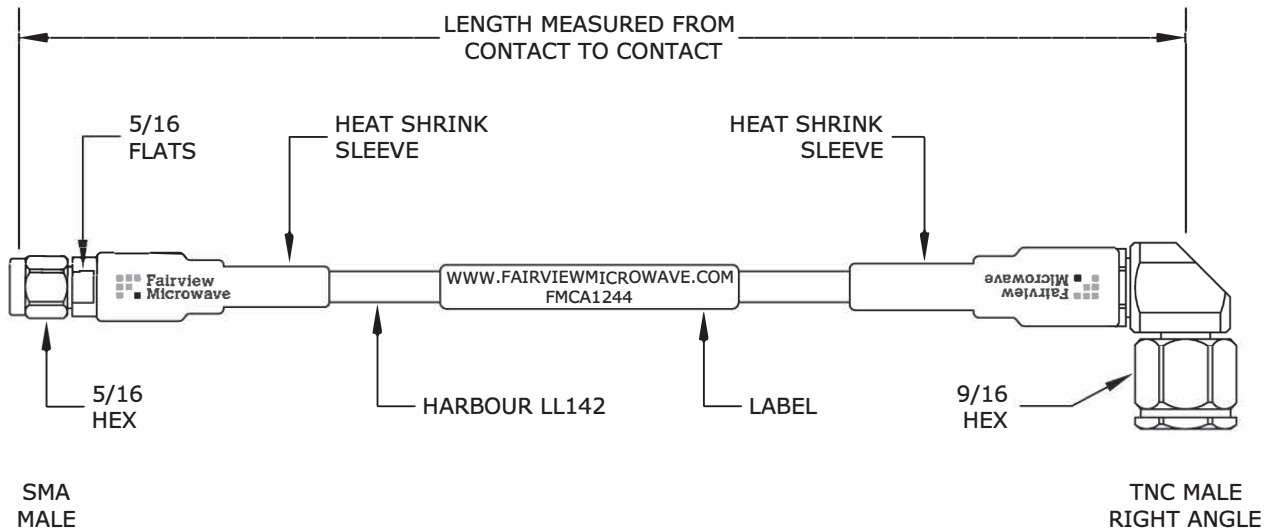 LENGTH MEASURED FROM
CONTACT TO CONTACT
5/16
FLATS
HEAT SHRINK
SLEEVE
HEAT SHRINK
SLEEVE
Fairview
Microwave
WWW.FAIRVIEWMICROWAVE.COM
FMCA1244
Fairview
Microwave
5/16
HEX
HARBOUR LL142
LABEL
9/16
HEX
SMA
MALE
TNC MALE
RIGHT ANGLE